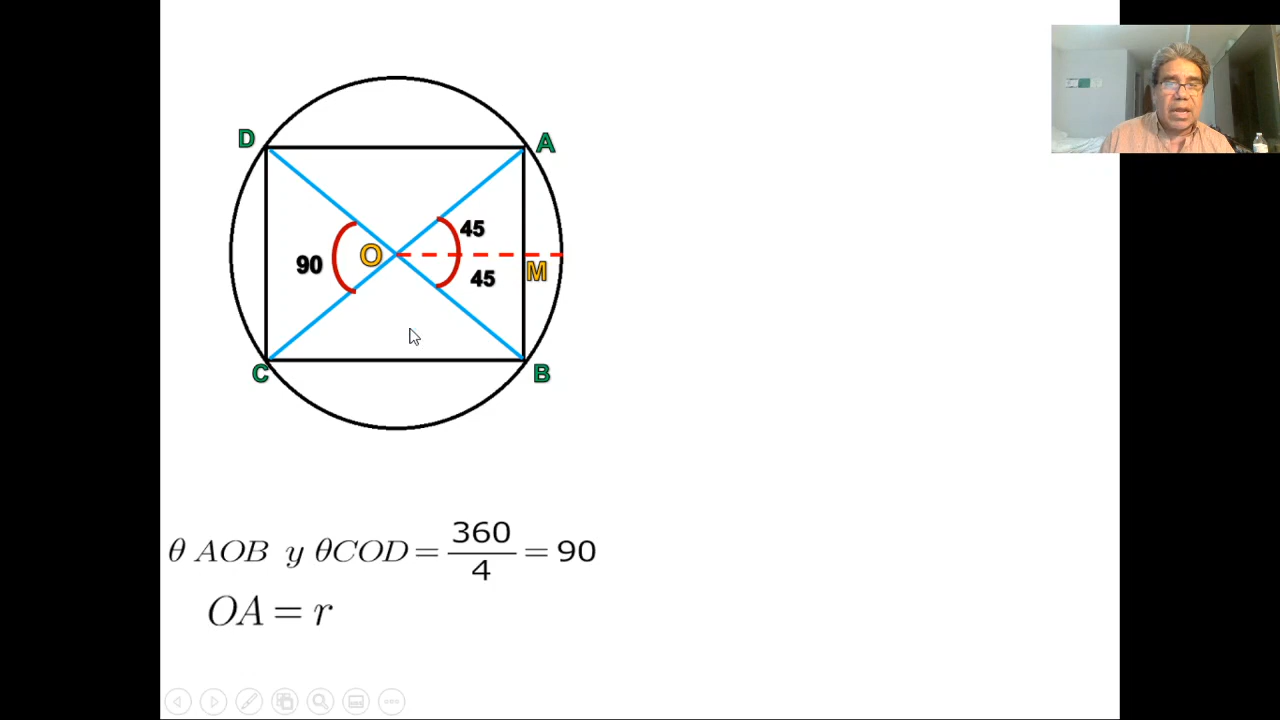 D
A
45
O
90
M
45
C
B
θ AOB y θCOD = 360/4 = 90
OA = r